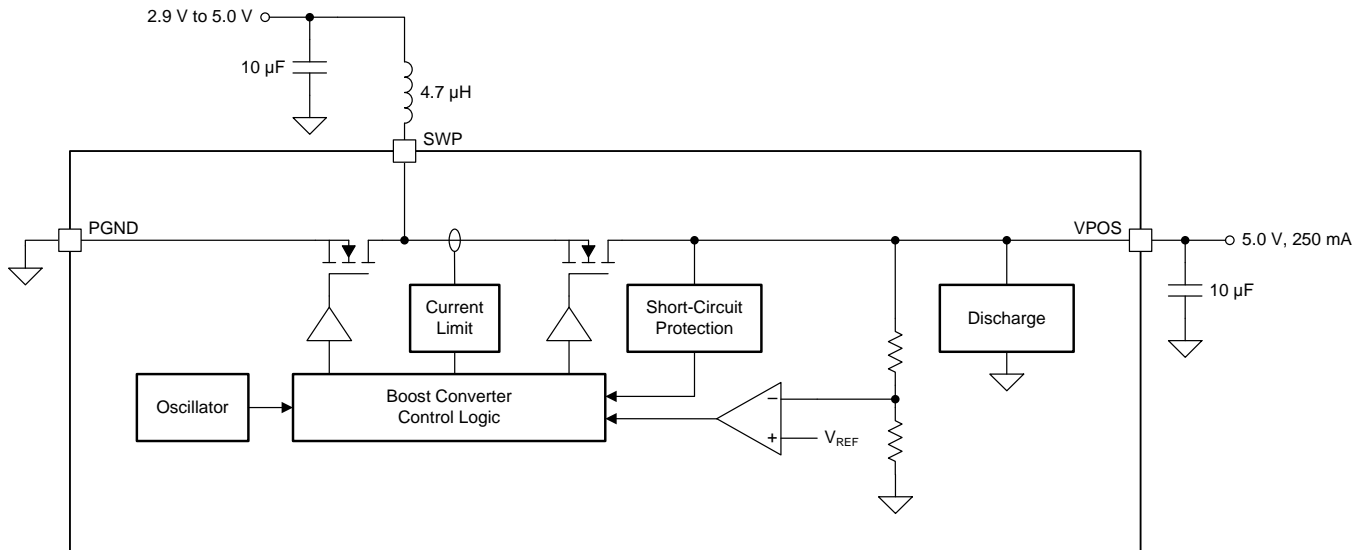 2.9 V to 5.0 V
10 µF
4.7 µH
SWP
PGND
VPOS
5.0 V, 250 mA
10 µF
Current
Limit
Short-Circuit
Protection
Discharge
Oscillator
Boost Converter
Control Logic
−
+
VREF